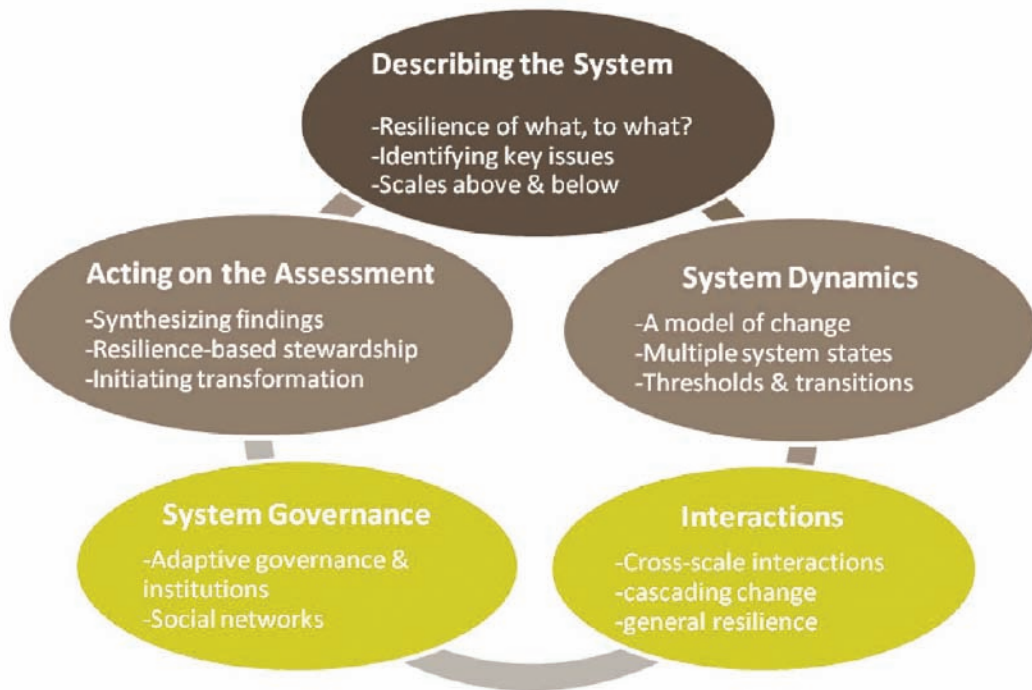 Describing the System
-Resilience of what, to what?
-Identifying key issues
-Scales above & below
Acting on the Assessment
-Synthesizing findings
-Resilience-based stewardship
-Initiating transformation
System Dynamics
-A model of change
-Multiple system states
-Thresholds & transitions
System Governance
-Adaptive governance &
institutions
-Social networks
Interactions
-Cross-scale interactions
-cascading change
-general resilience